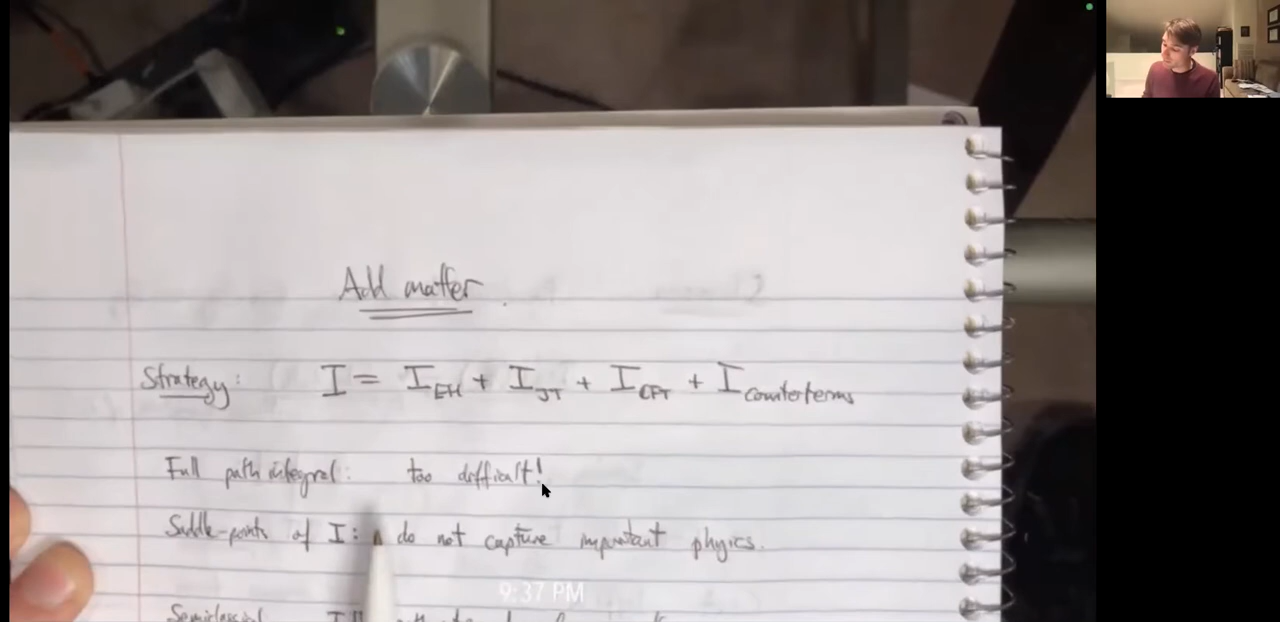 Add matter
Strategy: I = I_EH + I_JT + I_CFT + I_counterterms
Full path integral: too difficult!
Saddle-points of I: do not capture important physics.
9:37 PM
Semiclassical